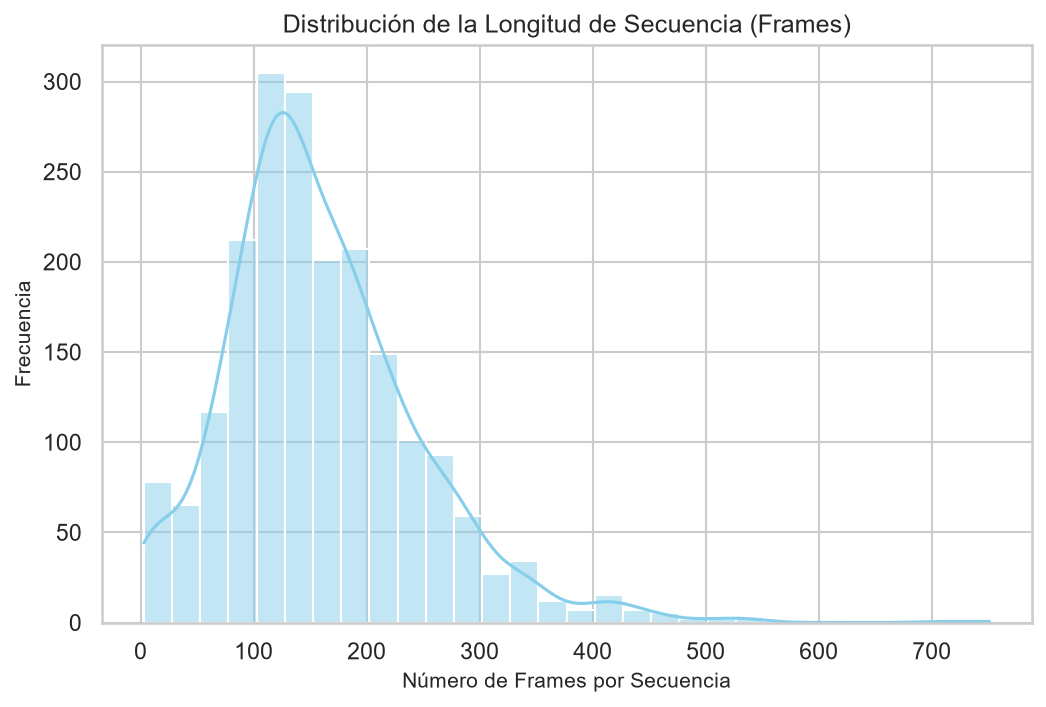 Distribución de la Longitud de Secuencia (Frames)
300
250
200
150
100
50
0
Frecuencia
0 100 200 300 400 500 600 700
Número de Frames por Secuencia